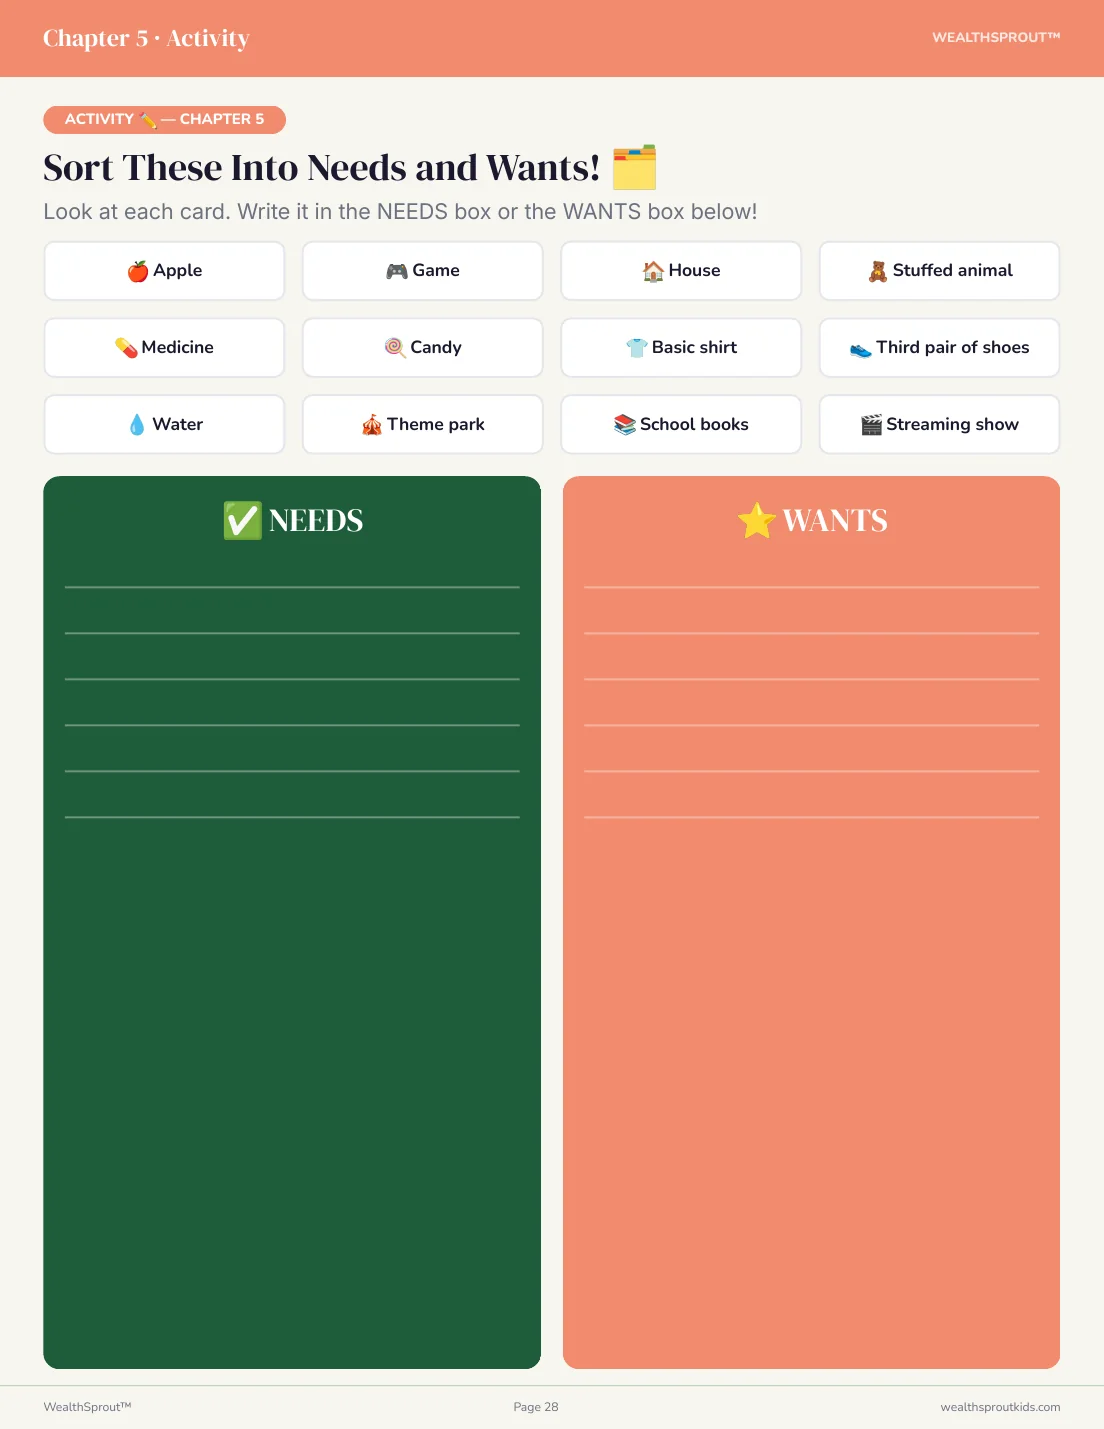 Chapter 5 · Activity
WEALTHSPROUT™
ACTIVITY ✏️ — CHAPTER 5
Sort These Into Needs and Wants! 🗂️
Look at each card. Write it in the NEEDS box or the WANTS box below!
🍎 Apple
🎮 Game
🏠 House
🧸 Stuffed animal
💊 Medicine
🍭 Candy
👕 Basic shirt
👟 Third pair of shoes
💧 Water
🎪 Theme park
📚 School books
🎬 Streaming show
✅ NEEDS
⭐ WANTS
WealthSprout™
Page 28
wealthsproutkids.com